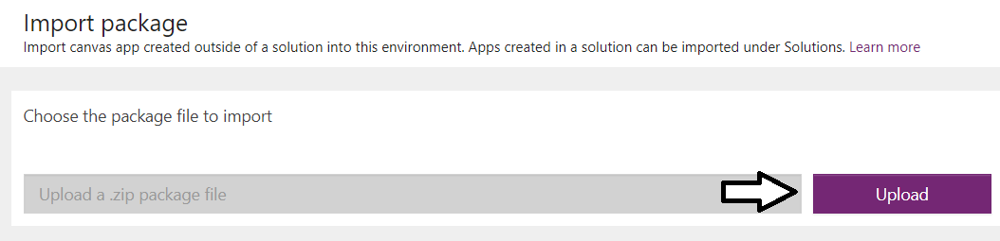 Import package
Import canvas app created outside of a solution into this environment. Apps created in a solution can be imported under Solutions. Learn more
Choose the package file to import
Upload a .zip package file
Upload